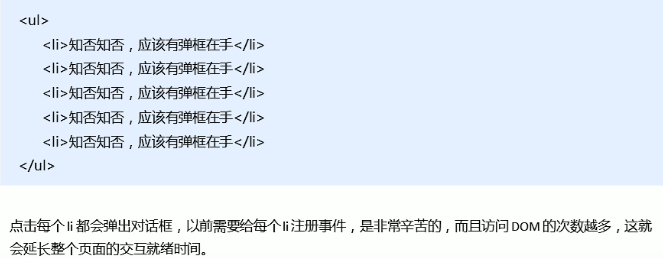 <ul>
<li>知否知否，应该有弹框在手</li>
<li>知否知否，应该有弹框在手</li>
<li>知否知否，应该有弹框在手</li>
<li>知否知否，应该有弹框在手</li>
<li>知否知否，应该有弹框在手</li>
</ul>
点击每个 li 都会弹出对话框，以前需要给每个 li 注册事件，是非常辛苦的，而且访问 DOM 的次数越多，这就
会延长整个页面的交互就绪时间。